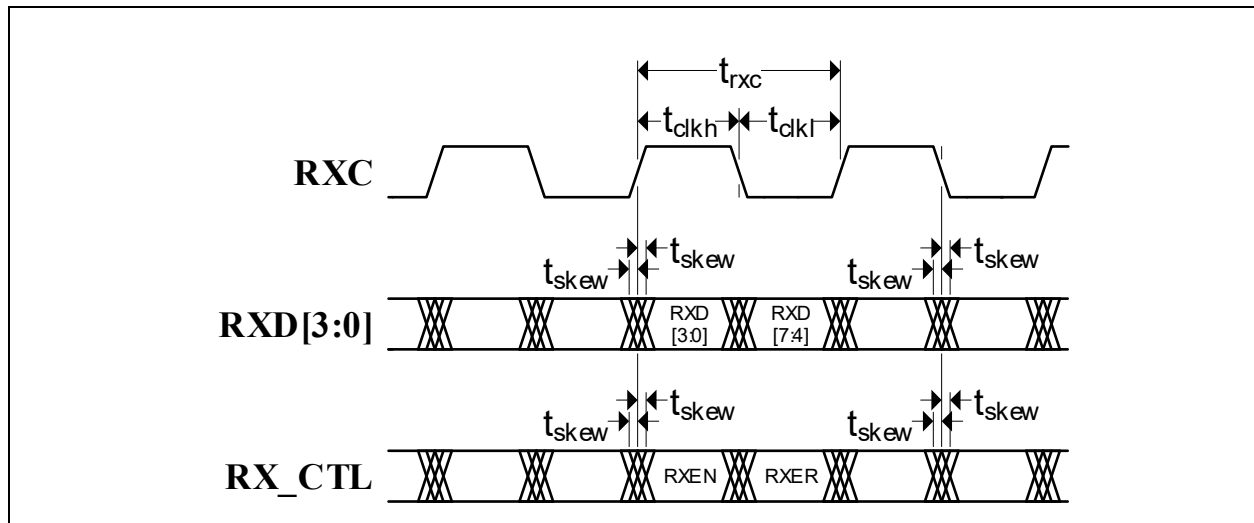 t_rxc
t_clkh t_clkl
RXC
t_skew t_skew
t_skew t_skew
RXD[3:0] RXD RXD
[3:0] [7:4]
t_skew t_skew
t_skew t_skew
RX_CTL RXEN RXER